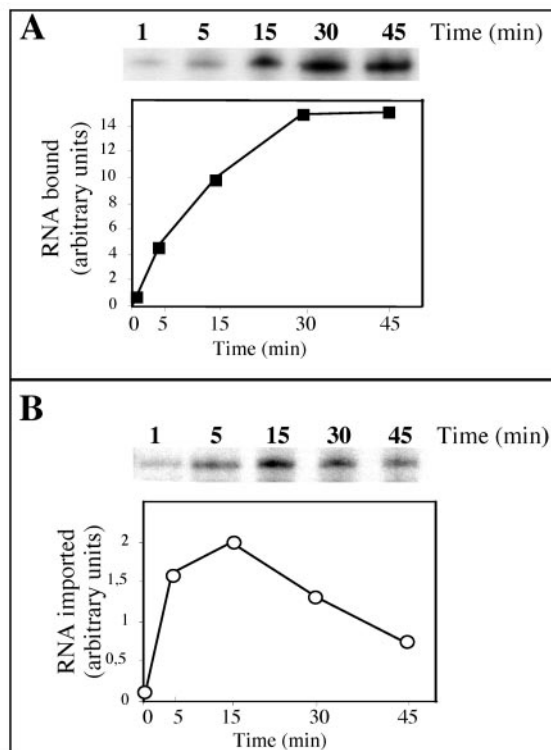 A
1 5 15 30 45 Time (min)
14
12
10
8
6
4
2
0
RNA bound
(arbitrary units)
0 5 15 30 45
Time (min)
B
1 5 15 30 45 Time (min)
2
1,5
1
0,5
0
RNA imported
(arbitrary units)
0 5 15 30 45
Time (min)